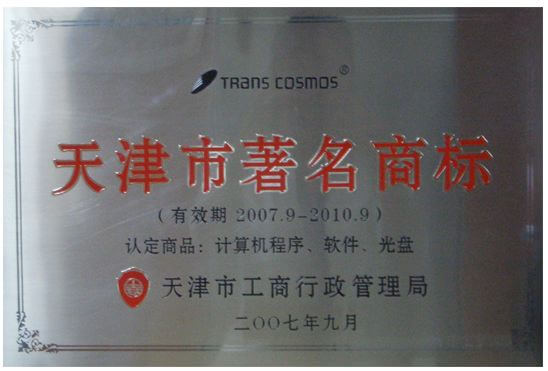 TRANS COSMOS®
天津市著名商标
(有效期 2007.9-2010.9)
认定商品：计算机程序、软件、光盘
天津市工商行政管理局
二〇〇七年九月